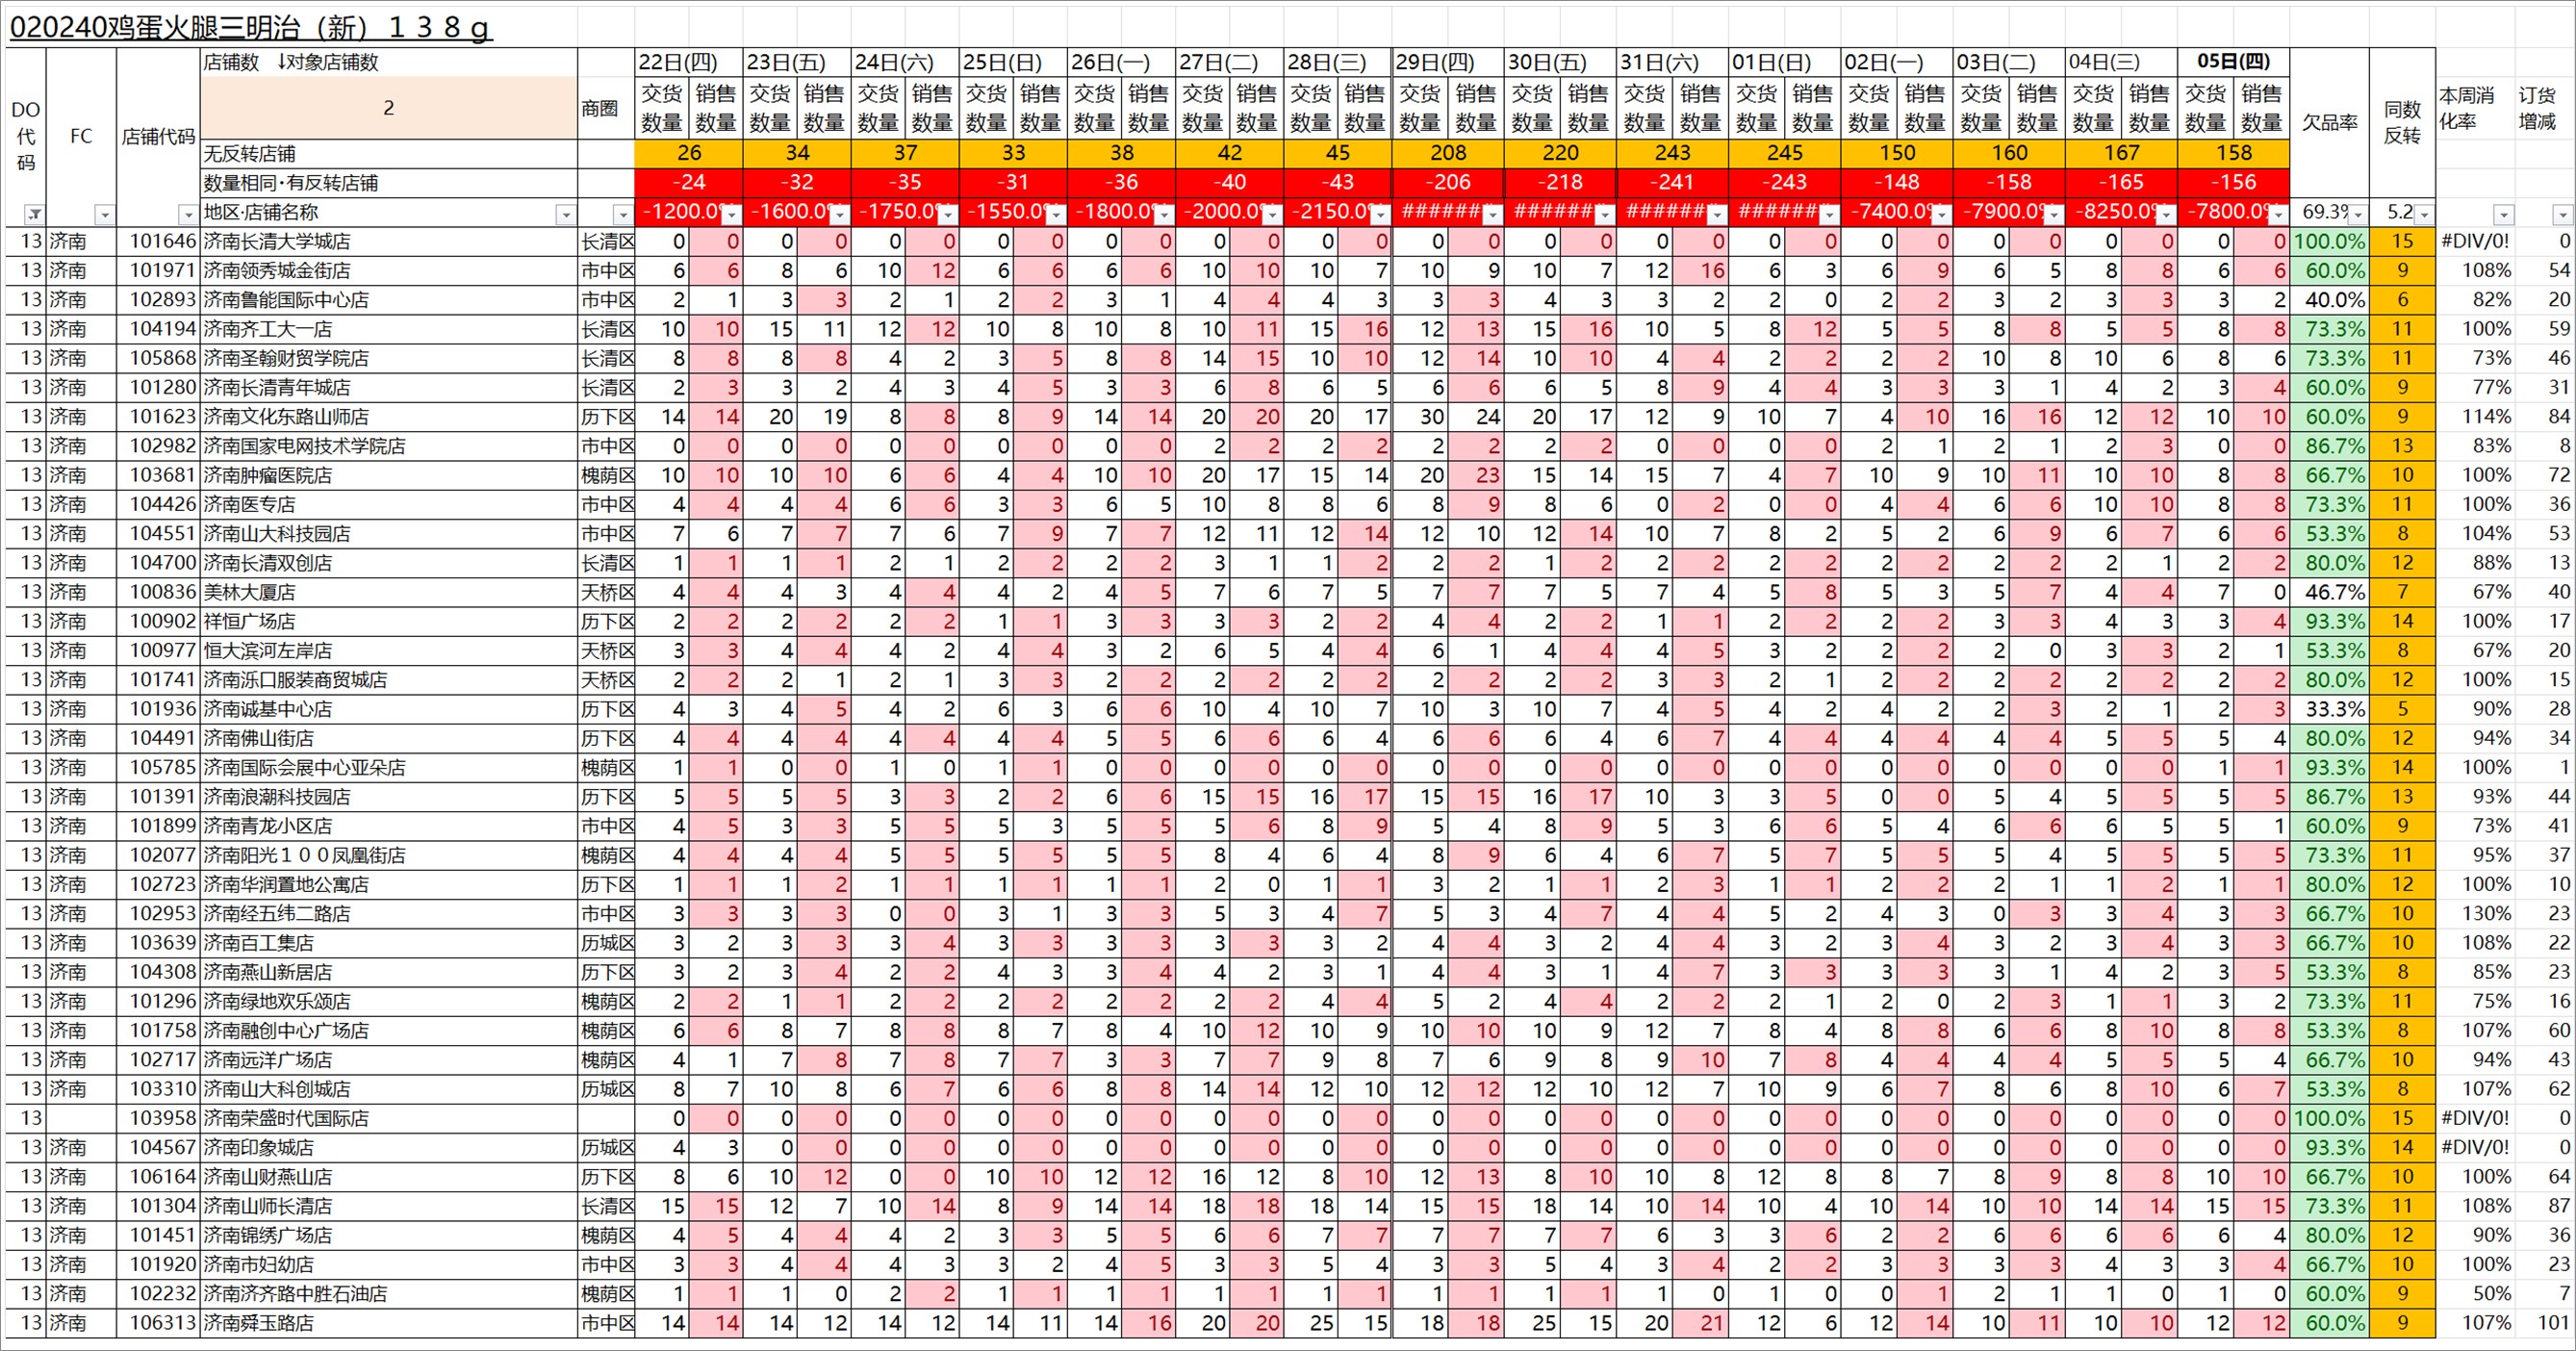 020240鸡蛋火腿三明治（新）１３８ｇ
店铺数 ↓对象店铺数 22日(四) 23日(五) 24日(六) 25日(日) 26日(一) 27日(二) 28日(三) 29日(四) 30日(五) 31日(六) 01日(日) 02日(一) 03日(二) 04日(三) 05日(四)
DO代码 FC 店铺代码 2 商圈 交货数量 销售数量 交货数量 销售数量 交货数量 销售数量 交货数量 销售数量 交货数量 销售数量 交货数量 销售数量 交货数量 销售数量 交货数量 销售数量 交货数量 销售数量 交货数量 销售数量 交货数量 销售数量 交货数量 销售数量 交货数量 销售数量 交货数量 销售数量 交货数量 销售数量 欠品率 同数反转 本周消化率 订货增减
无反转店铺 26 34 37 33 38 42 45 208 220 243 245 150 160 167 158
数量相同·有反转店铺 -24 -32 -35 -31 -36 -40 -43 -206 -218 -241 -243 -148 -158 -165 -156
地区·店铺名称 -1200.0% -1600.0% -1750.0% -1550.0% -1800.0% -2000.0% -2150.0% ###### ###### ###### ###### -7400.0% -7900.0% -8250.0% -7800.0% 69.3% 5.2
13 济南 101646 济南长清大学城店 长清区 0 0 0 0 0 0 0 0 0 0 0 0 0 0 0 0 0 0 0 0 0 0 0 0 0 0 0 0 0 0 100.0% 15 #DIV/0! 0
13 济南 101971 济南领秀城金街店 市中区 6 6 8 6 10 12 6 6 6 6 10 10 10 7 10 9 10 7 12 16 6 3 6 9 6 5 8 8 6 6 60.0% 9 108% 54
13 济南 102893 济南鲁能国际中心店 市中区 2 1 3 3 2 1 2 2 3 1 4 4 4 3 3 3 4 3 3 2 2 0 2 2 3 2 3 3 3 2 40.0% 6 82% 20
13 济南 104194 济南齐工大一店 长清区 10 10 15 11 12 12 10 8 10 8 10 11 15 16 12 13 15 16 10 5 8 12 5 5 8 8 5 5 8 8 73.3% 11 100% 59
13 济南 105868 济南圣翰财贸学院店 长清区 8 8 8 8 4 2 3 5 8 8 14 15 10 10 12 14 10 10 4 4 2 2 2 2 10 8 10 6 8 6 73.3% 11 73% 46
13 济南 101280 济南长清青年城店 长清区 2 3 3 2 4 3 4 5 3 3 6 8 6 5 6 6 6 5 8 9 4 4 3 3 3 1 4 2 3 4 60.0% 9 77% 31
13 济南 101623 济南文化东路山师店 历下区 14 14 20 19 8 8 8 9 14 14 20 20 20 17 30 24 20 17 12 9 10 7 4 10 16 16 12 12 10 10 60.0% 9 114% 84
13 济南 102982 济南国家电网技术学院店 市中区 0 0 0 0 0 0 0 0 0 0 2 2 2 2 2 2 2 2 0 0 0 0 2 1 2 1 2 3 0 0 86.7% 13 83% 8
13 济南 103681 济南肿瘤医院店 槐荫区 10 10 10 10 6 6 4 4 10 10 20 17 15 14 20 23 15 14 15 7 4 7 10 9 10 11 10 10 8 8 66.7% 10 100% 72
13 济南 104426 济南医专店 市中区 4 4 4 4 6 6 3 3 6 5 10 8 8 6 8 9 8 6 0 2 0 0 4 4 6 6 10 10 8 8 73.3% 11 100% 36
13 济南 104551 济南山大科技园店 市中区 7 6 7 7 7 6 7 9 7 7 12 11 12 14 12 10 12 14 10 7 8 2 5 2 6 9 6 7 6 6 53.3% 8 104% 53
13 济南 104700 济南长清双创店 长清区 1 1 1 1 2 1 2 2 2 2 3 1 1 2 2 2 1 2 2 2 2 2 2 2 2 2 2 1 2 2 80.0% 12 88% 13
13 济南 100836 美林大厦店 天桥区 4 4 4 3 4 4 4 2 4 5 7 6 7 5 7 7 7 5 7 4 5 8 5 3 5 7 4 4 7 0 46.7% 7 67% 40
13 济南 100902 祥恒广场店 历下区 2 2 2 2 2 2 1 1 3 3 3 3 2 2 4 4 2 2 1 1 2 2 2 2 3 3 4 3 3 4 93.3% 14 100% 17
13 济南 100977 恒大滨河左岸店 天桥区 3 3 4 4 4 2 4 4 3 2 6 5 4 4 6 1 4 4 4 5 3 2 2 2 2 0 3 3 2 1 53.3% 8 67% 20
13 济南 101741 济南泺口服装商贸城店 天桥区 2 2 2 1 2 1 3 3 2 2 2 2 2 2 2 2 2 2 3 3 2 1 2 2 2 2 2 2 2 2 80.0% 12 100% 15
13 济南 101936 济南诚基中心店 历下区 4 3 4 5 4 2 6 3 6 6 10 4 10 7 10 3 10 7 4 5 4 2 4 2 2 3 2 1 2 3 33.3% 5 90% 28
13 济南 104491 济南佛山街店 历下区 4 4 4 4 4 4 4 4 5 5 6 6 6 4 6 6 6 4 6 7 4 4 4 4 4 4 5 5 5 4 80.0% 12 94% 34
13 济南 105785 济南国际会展中心亚朵店 槐荫区 1 1 0 0 1 0 1 1 0 0 0 0 0 0 0 0 0 0 0 0 0 0 0 0 0 0 0 0 1 1 93.3% 14 100% 1
13 济南 101391 济南浪潮科技园店 历下区 5 5 5 5 3 3 2 2 6 6 15 15 16 17 15 15 16 17 10 3 3 5 0 0 5 4 5 5 5 5 86.7% 13 93% 44
13 济南 101899 济南青龙小区店 市中区 4 5 3 3 5 5 5 3 5 5 5 6 8 9 5 4 8 9 5 3 6 6 5 4 6 6 6 5 5 1 60.0% 9 73% 41
13 济南 102077 济南阳光１００凤凰街店 槐荫区 4 4 4 4 5 5 5 5 5 5 8 4 6 4 8 9 6 4 6 7 5 7 5 5 5 4 5 5 5 5 73.3% 11 95% 37
13 济南 102723 济南华润置地公寓店 历下区 1 1 1 2 1 1 1 1 1 1 2 0 1 1 3 2 1 1 2 3 1 1 2 2 2 1 1 2 1 1 80.0% 12 100% 10
13 济南 102953 济南经五纬二路店 市中区 3 3 3 3 0 0 3 1 3 3 5 3 4 7 5 3 4 7 4 4 5 2 4 3 0 3 3 4 3 3 66.7% 10 130% 23
13 济南 103639 济南百工集店 历城区 3 2 3 3 3 4 3 3 3 3 3 3 3 2 4 4 3 2 4 4 3 2 3 4 3 2 3 4 3 3 66.7% 10 108% 22
13 济南 104308 济南燕山新居店 历下区 3 2 3 4 2 2 4 3 3 4 4 2 3 1 4 4 3 1 4 7 3 3 3 3 3 1 4 2 3 5 53.3% 8 85% 23
13 济南 101296 济南绿地欢乐颂店 槐荫区 2 2 1 1 2 2 2 2 2 2 2 2 4 4 5 2 4 4 2 2 2 1 2 0 2 3 1 1 3 2 73.3% 11 75% 16
13 济南 101758 济南融创中心广场店 槐荫区 6 6 8 7 8 8 8 7 8 4 10 12 10 9 10 10 10 9 12 7 8 4 8 8 6 6 8 10 8 8 53.3% 8 107% 60
13 济南 102717 济南远洋广场店 槐荫区 4 1 7 8 7 8 7 7 3 3 7 7 9 8 7 6 9 8 9 10 7 8 4 4 4 4 5 5 5 4 66.7% 10 94% 43
13 济南 103310 济南山大科创城店 历城区 8 7 10 8 6 7 6 6 8 8 14 14 12 10 12 12 12 10 12 7 10 9 6 7 8 6 8 10 6 7 53.3% 8 107% 62
13 103958 济南荣盛时代国际店 0 0 0 0 0 0 0 0 0 0 0 0 0 0 0 0 0 0 0 0 0 0 0 0 0 0 0 0 0 0 100.0% 15 #DIV/0! 0
13 济南 104567 济南印象城店 历城区 4 3 0 0 0 0 0 0 0 0 0 0 0 0 0 0 0 0 0 0 0 0 0 0 0 0 0 0 0 0 93.3% 14 #DIV/0! 0
13 济南 106164 济南山财燕山店 历下区 8 6 10 12 0 0 10 10 12 12 16 12 8 10 12 13 8 10 10 8 12 8 8 7 8 9 8 8 10 10 66.7% 10 100% 64
13 济南 101304 济南山师长清店 长清区 15 15 12 7 10 14 8 9 14 14 18 18 18 14 15 15 18 14 10 14 10 4 10 14 10 10 14 14 15 15 73.3% 11 108% 87
13 济南 101451 济南锦绣广场店 槐荫区 4 5 4 4 4 2 3 3 5 5 6 6 7 7 7 7 7 7 6 3 3 6 2 2 6 6 6 6 6 4 80.0% 12 90% 36
13 济南 101920 济南市妇幼店 市中区 3 3 4 4 4 3 3 2 4 5 3 3 5 4 3 3 5 4 3 4 2 2 3 3 3 3 4 3 3 4 66.7% 10 100% 23
13 济南 102232 济南济齐路中胜石油店 槐荫区 1 1 1 0 2 2 1 1 1 1 1 1 1 1 1 1 1 1 1 0 1 0 0 1 2 1 1 0 1 0 60.0% 9 50% 7
13 济南 106313 济南舜玉路店 市中区 14 14 14 12 14 12 14 11 14 16 20 20 25 15 18 18 25 15 20 21 12 6 12 14 10 11 10 10 12 12 60.0% 9 107% 101